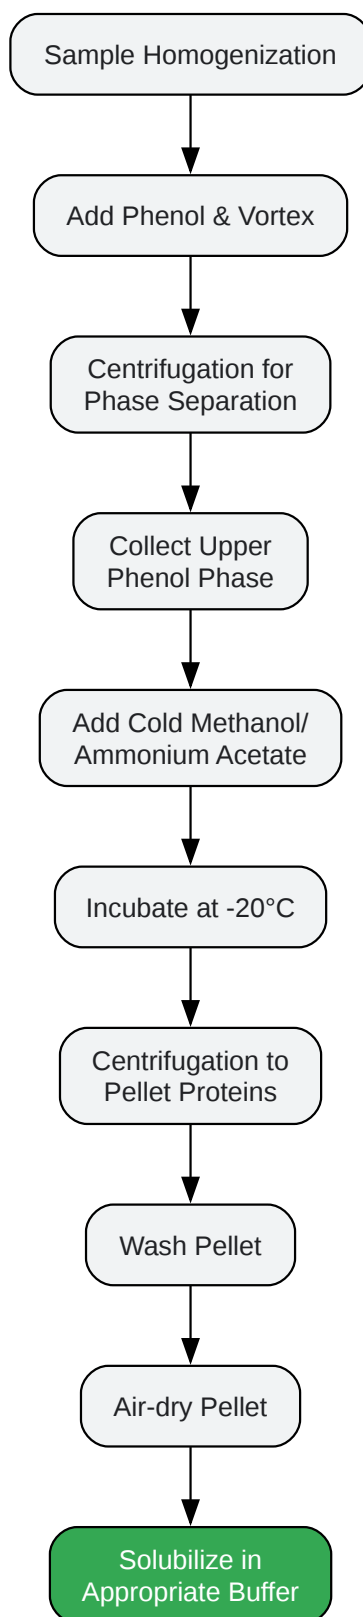 Sample Homogenization
Add Phenol & Vortex
Centrifugation for
Phase Separation
Collect Upper
Phenol Phase
Add Cold Methanol/
Ammonium Acetate
Incubate at -20°C
Centrifugation to
Pellet Proteins
Wash Pellet
Air-dry Pellet
Solubilize in
Appropriate Buffer